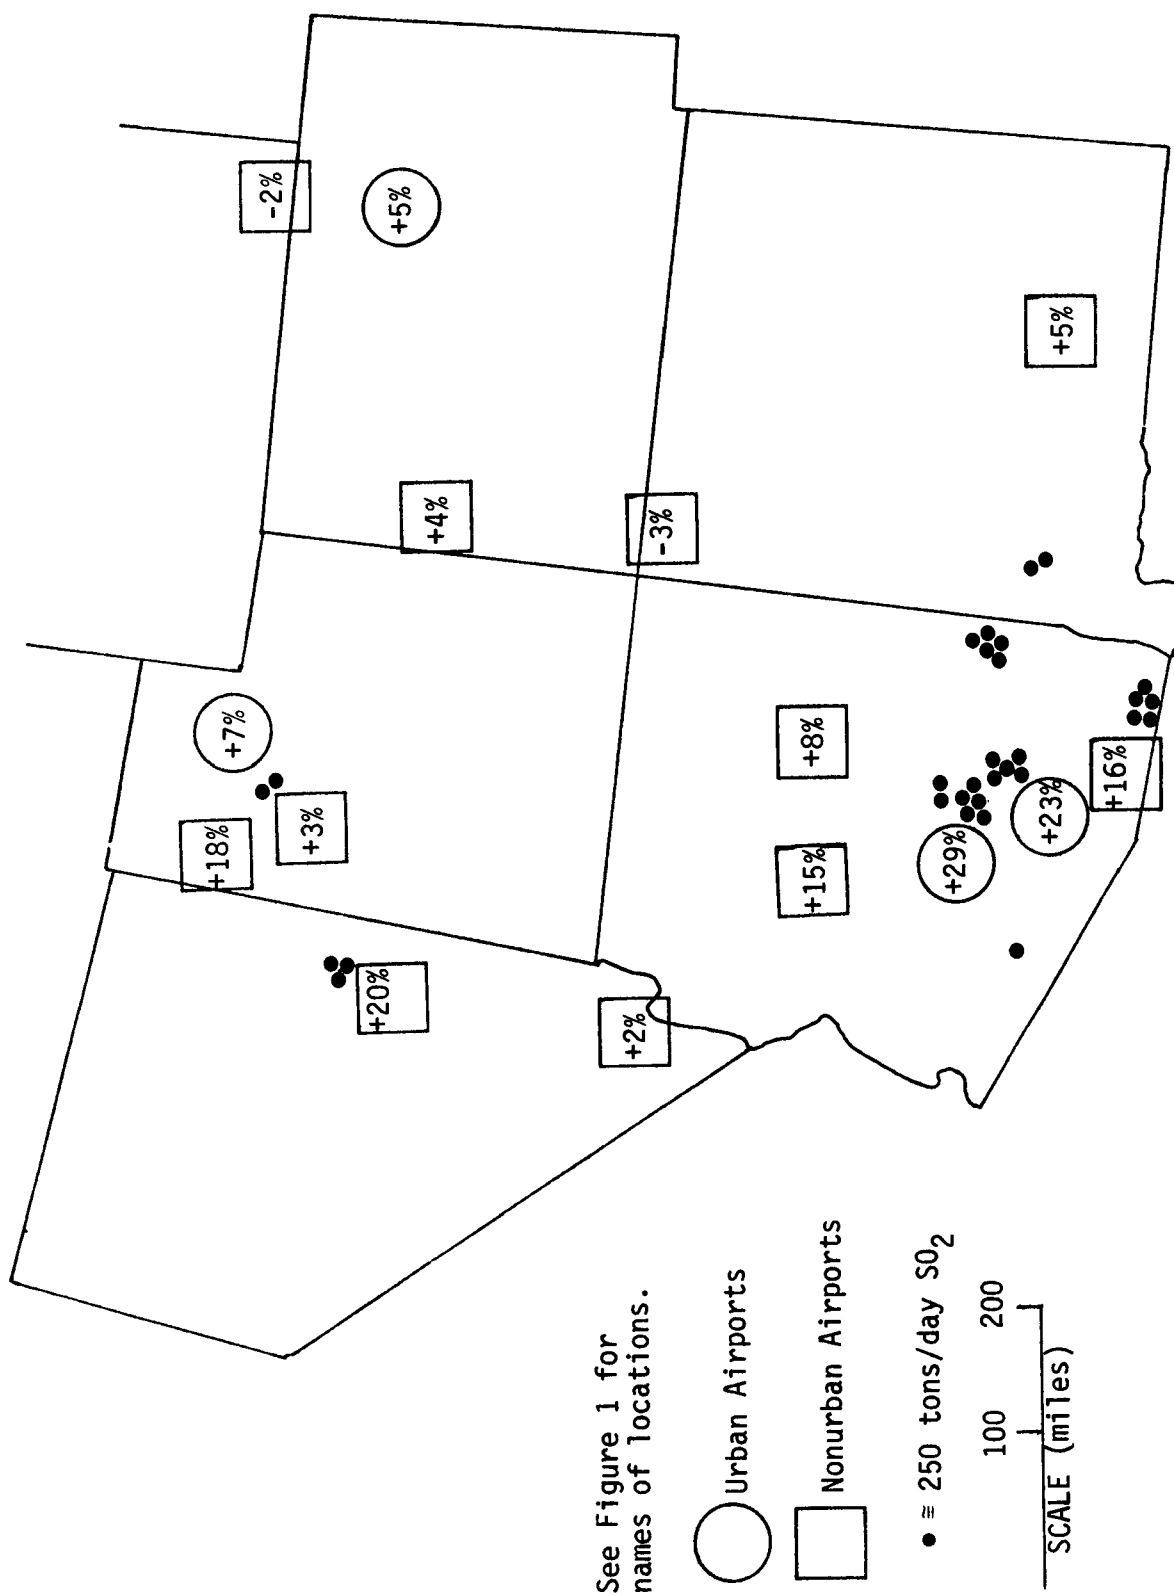 +18%
+7%
-2%
+3%
+20%
+5%
+4%
+2%
-3%
+15%
+8%
+29%
+23%
+5%
+16%
See Figure 1 for
names of locations.
Urban Airports
Nonurban Airports
● ≅ 250 tons/day SO₂
100 200
SCALE (miles)